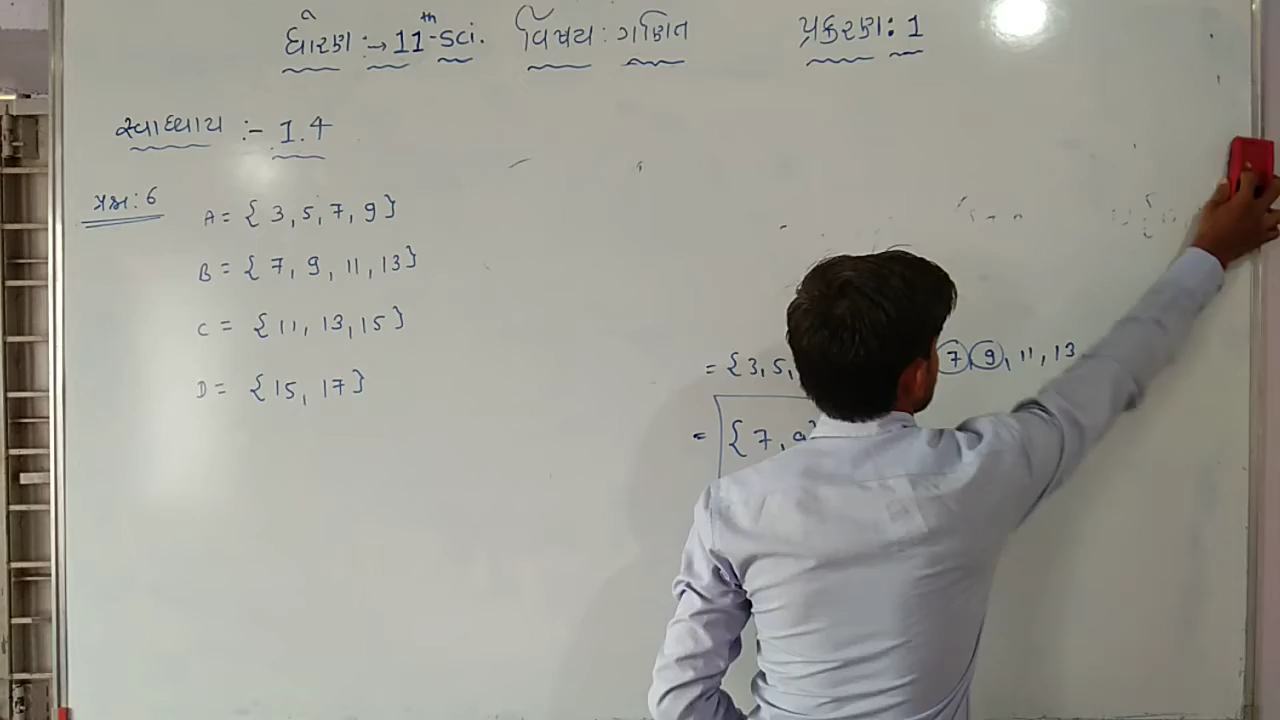 ધોરણ :→ 11th-sci. વિષય : ગણિત પ્રકરણ : 1
સ્વાધ્યાય :- 1.4
પ્રશ્ન : 6
A = { 3, 5, 7, 9 }
B = { 7, 9, 11, 13 }
C = { 11, 13, 15 }
D = { 15, 17 }
= { 3, 5, 7 9, 11, 13
= { 7, 9 }